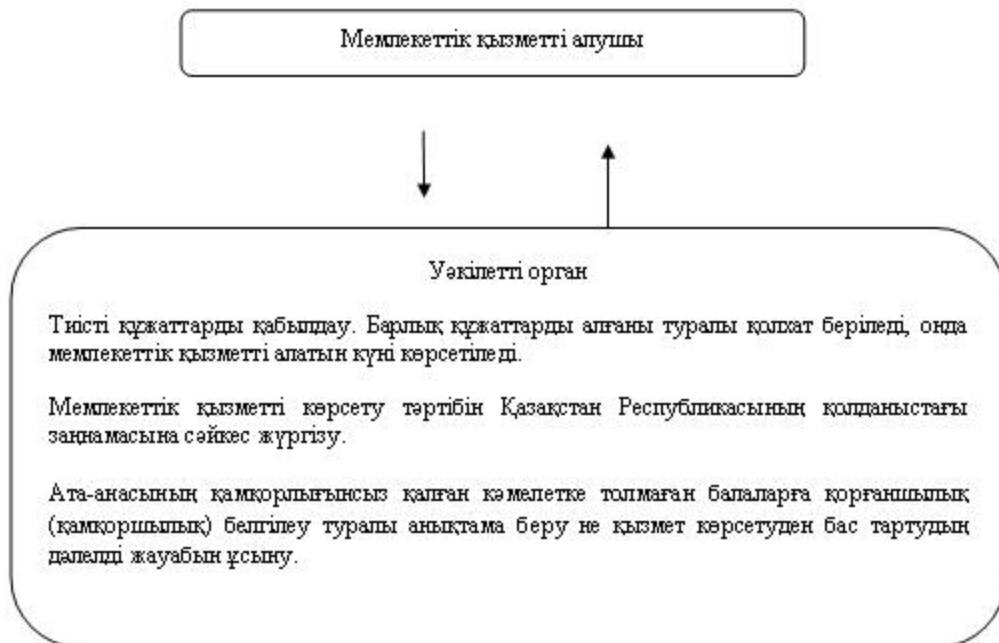 Мемлекеттік қызметті алушы
Уәкілетті орган
Тиісті құжаттарды қабылдау. Барлық құжаттарды алғаны туралы қолхат беріледі, онда
мемлекеттік қызметті алатын күні көрсетіледі.
Мемлекеттік қызметті көрсету тәртібін Қазақстан Республикасының қолданыстағы
заңнамасына сәйкес жүргізу.
Ата-анасының қамқорлығынсыз қалған кәмелетке толмаған балаларға қорғаншылық
(қамқоршылық) белгілеу туралы анықтама беру не қызмет көрсетуден бас тартудың
дәлелді жауабын ұсыну.